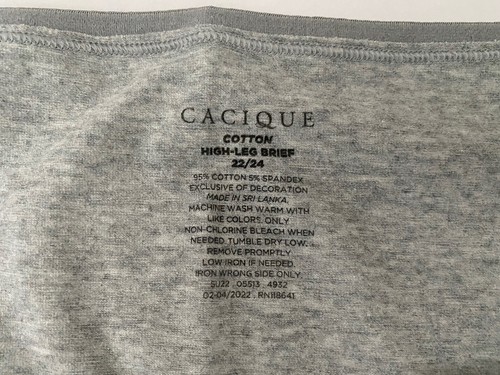 CACIQUE
COTTON
HIGH-LEG BRIEF
22/24
95% COTTON 5% SPANDEX
EXCLUSIVE OF DECORATION
MADE IN SRI LANKA.
MACHINE WASH WARM WITH
LIKE COLORS. ONLY
NON-CHLORINE BLEACH WHEN
NEEDED. TUMBLE DRY LOW.
REMOVE PROMPTLY.
LOW IRON IF NEEDED.
IRON WRONG SIDE ONLY.
SU22 . 05513 . 4932
02-04/2022 . RN118641